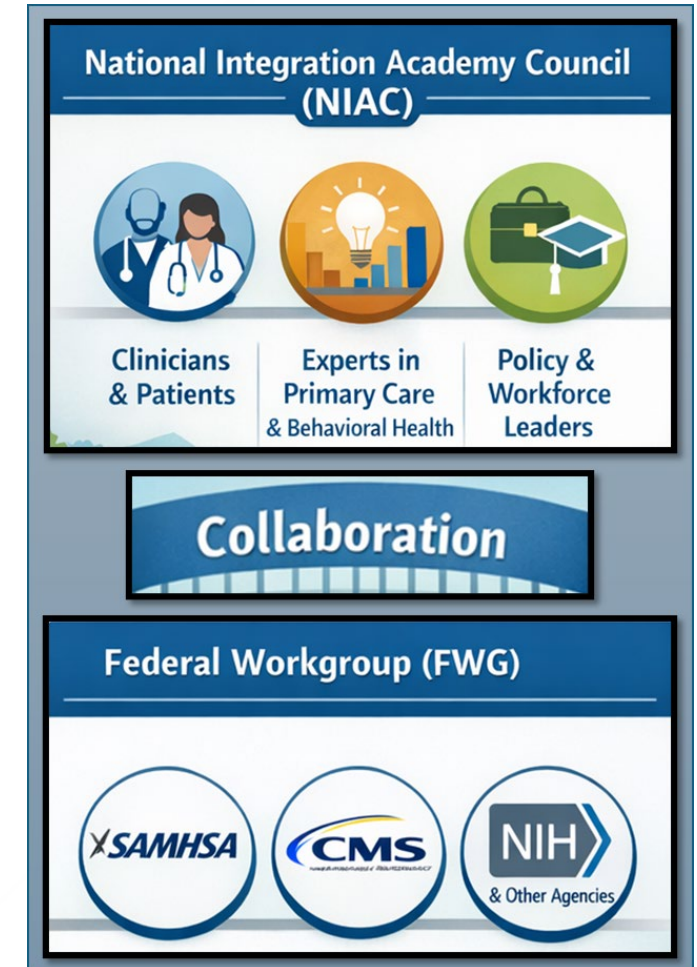 National Integration Academy Council
(NIAC)
Clinicians
& Patients
Experts in
Primary Care
& Behavioral Health
Policy &
Workforce
Leaders
Collaboration
Federal Workgroup (FWG)
SAMHSA
CMS
NIH
& Other Agencies